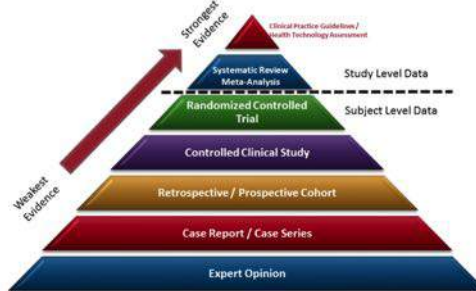 Strongest
Evidence
Clinical Practice Guidelines /
Health Technology Assessment
Systematic Review
Meta-Analysis
Study Level Data
Randomized Controlled
Trial
Subject Level Data
Controlled Clinical Study
Retrospective / Prospective Cohort
Weakest
Evidence
Case Report / Case Series
Expert Opinion